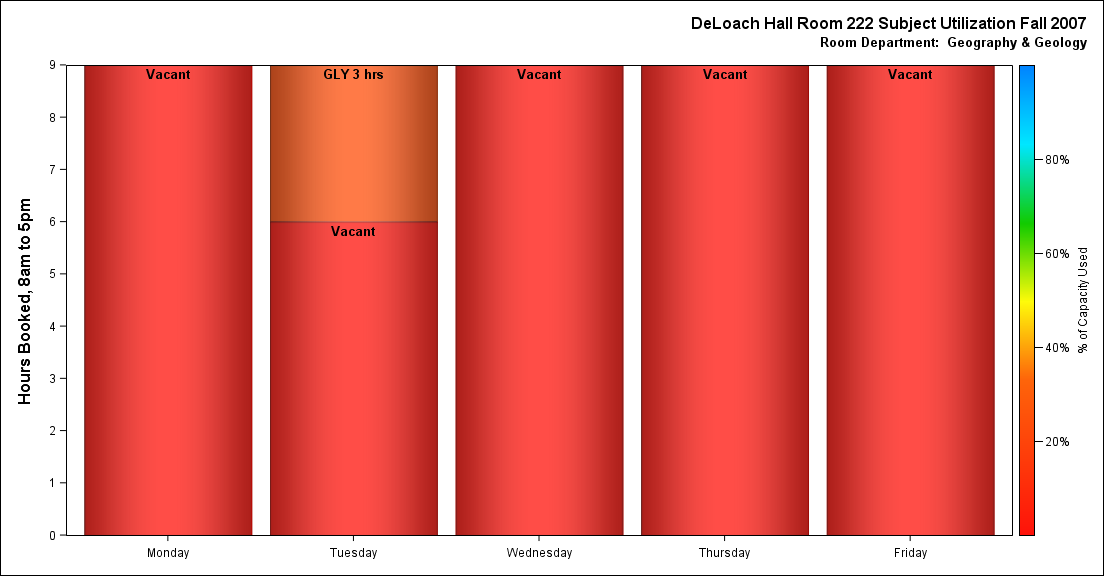 DeLoach Hall Room 222 Subject Utilization Fall 2007
Room Department:  Geography & Geology
Hours Booked, 8am to 5pm
9
8
7
6
5
4
3
2
1
0
Vacant
GLY 3 hrs
Vacant
Vacant
Vacant
Vacant
Monday
Tuesday
Wednesday
Thursday
Friday
80%
60%
40%
20%
% of Capacity Used